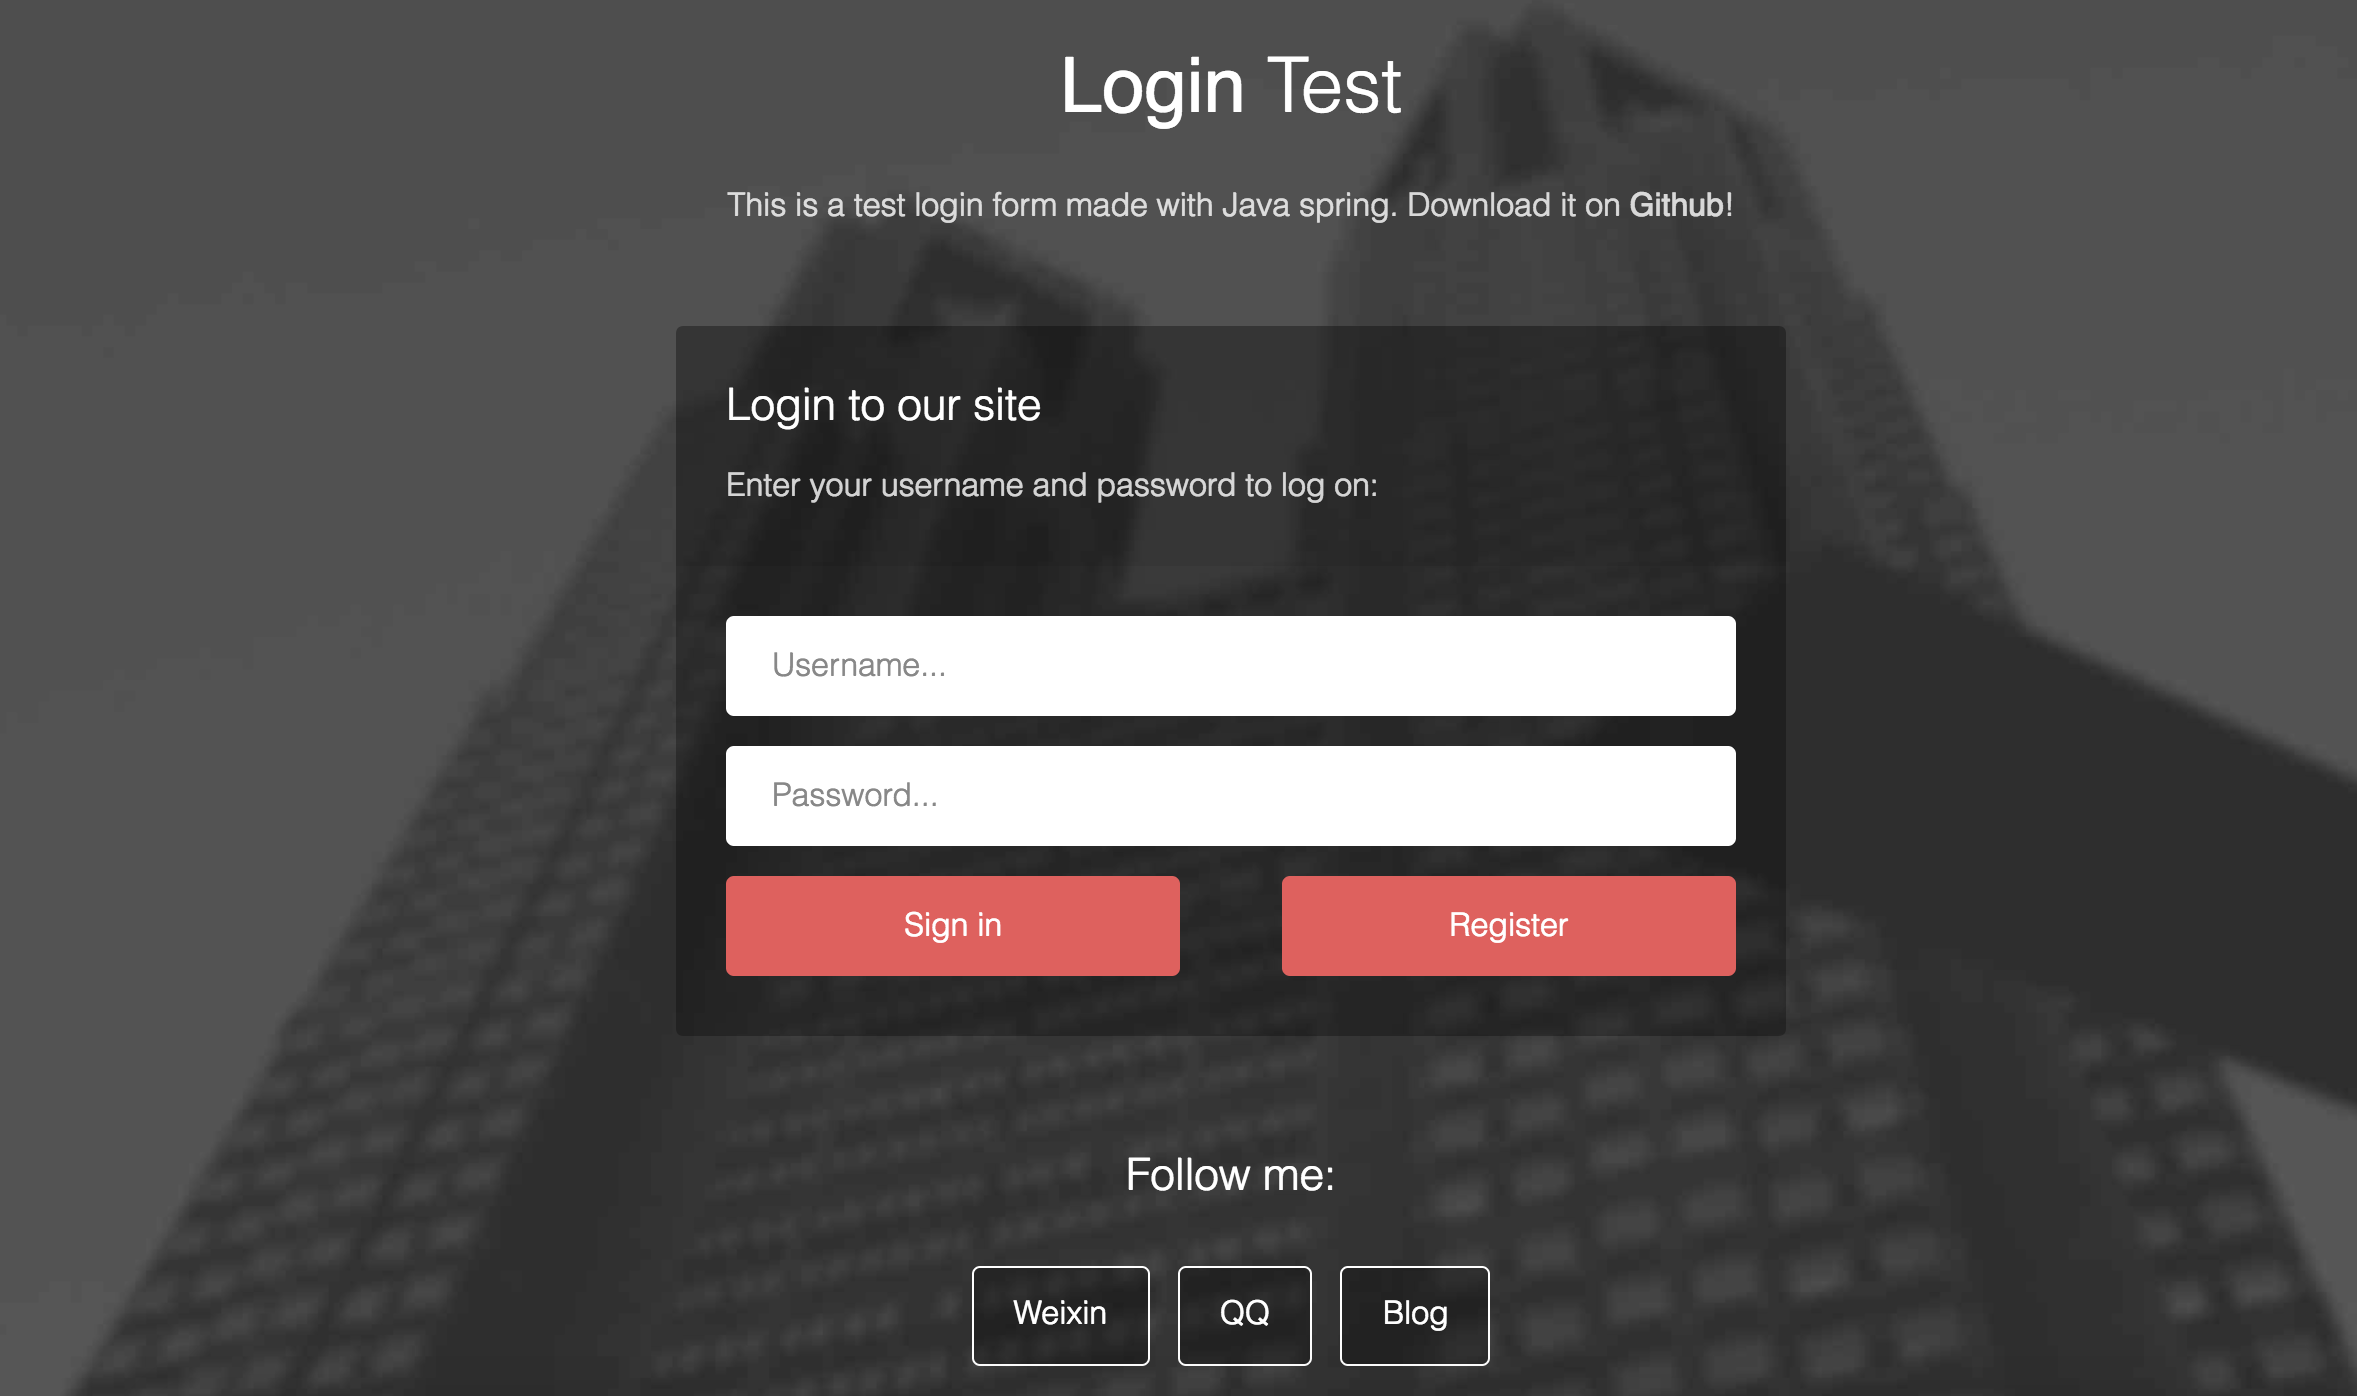 Login Test
This is a test login form made with Java spring. Download it on Github!
Login to our site
Enter your username and password to log on:
Username...
Password...
Sign in
Register
Follow me:
Weixin
QQ
Blog